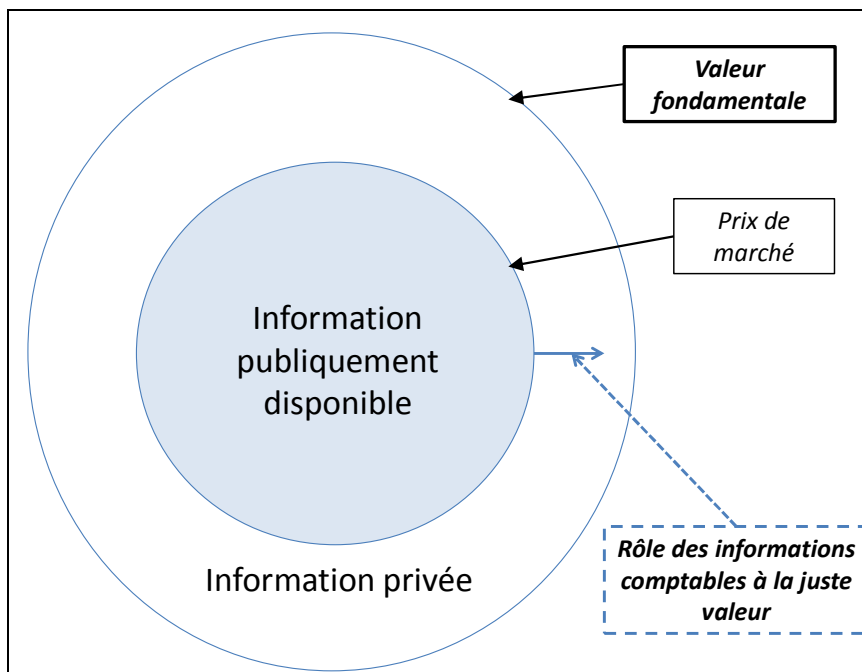 Valeur
fondamentale
Prix de
marché
Information
publiquement
disponible
Information privée
Rôle des informations
comptables à la juste
valeur